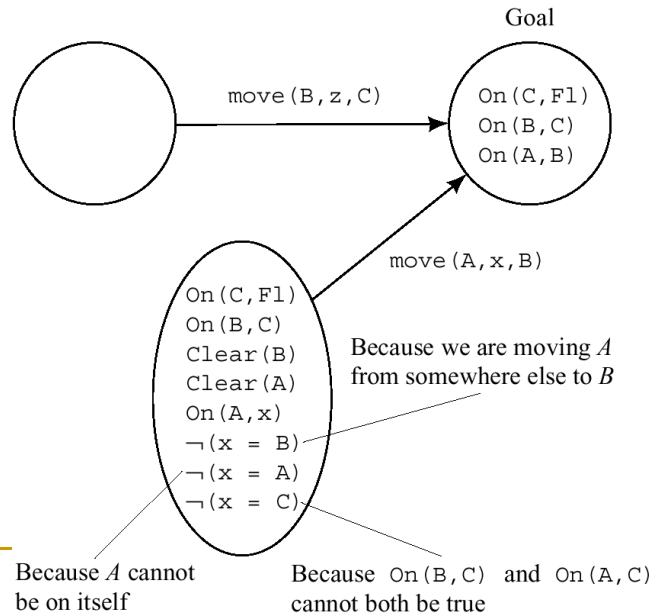 Goal
move(B,z,C)
On(C,Fl)
On(B,C)
On(A,B)
move(A,x,B)
On(C,Fl)
On(B,C)
Clear(B)
Clear(A)
On(A,x)
¬(x = B)
¬(x = A)
¬(x = C)
Because we are moving A
from somewhere else to B
Because A cannot
be on itself
Because On(B,C) and On(A,C)
cannot both be true